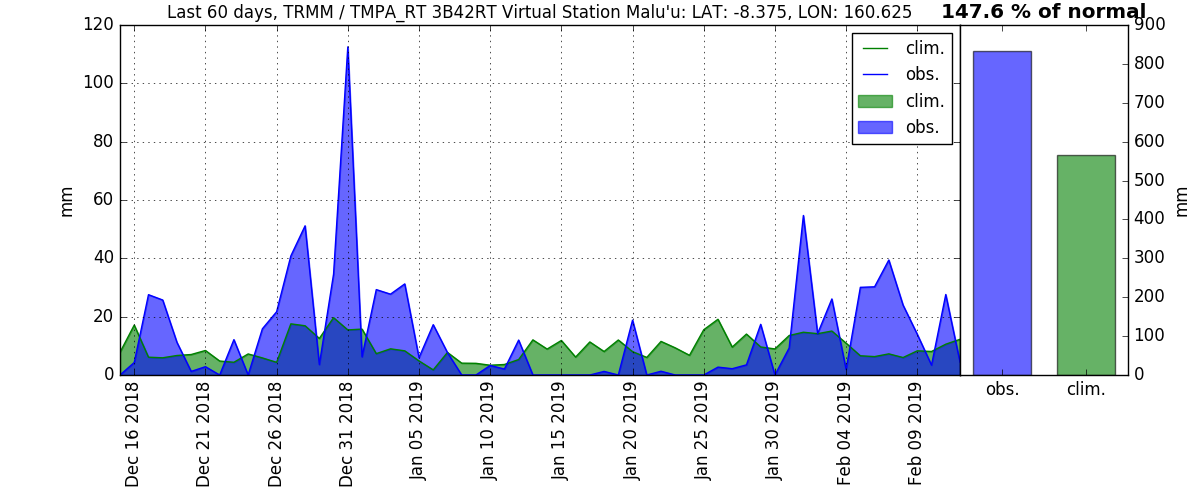 Last 60 days, TRMM / TMPA_RT 3B42RT Virtual Station Malu'u: LAT: -8.375, LON: 160.625
147.6 % of normal
120
100
80
60
40
20
0
mm
clim.
obs.
clim.
obs.
900
800
700
600
500
400
300
200
100
0
mm
Dec 16 2018
Dec 21 2018
Dec 26 2018
Dec 31 2018
Jan 05 2019
Jan 10 2019
Jan 15 2019
Jan 20 2019
Jan 25 2019
Jan 30 2019
Feb 04 2019
Feb 09 2019
obs.
clim.